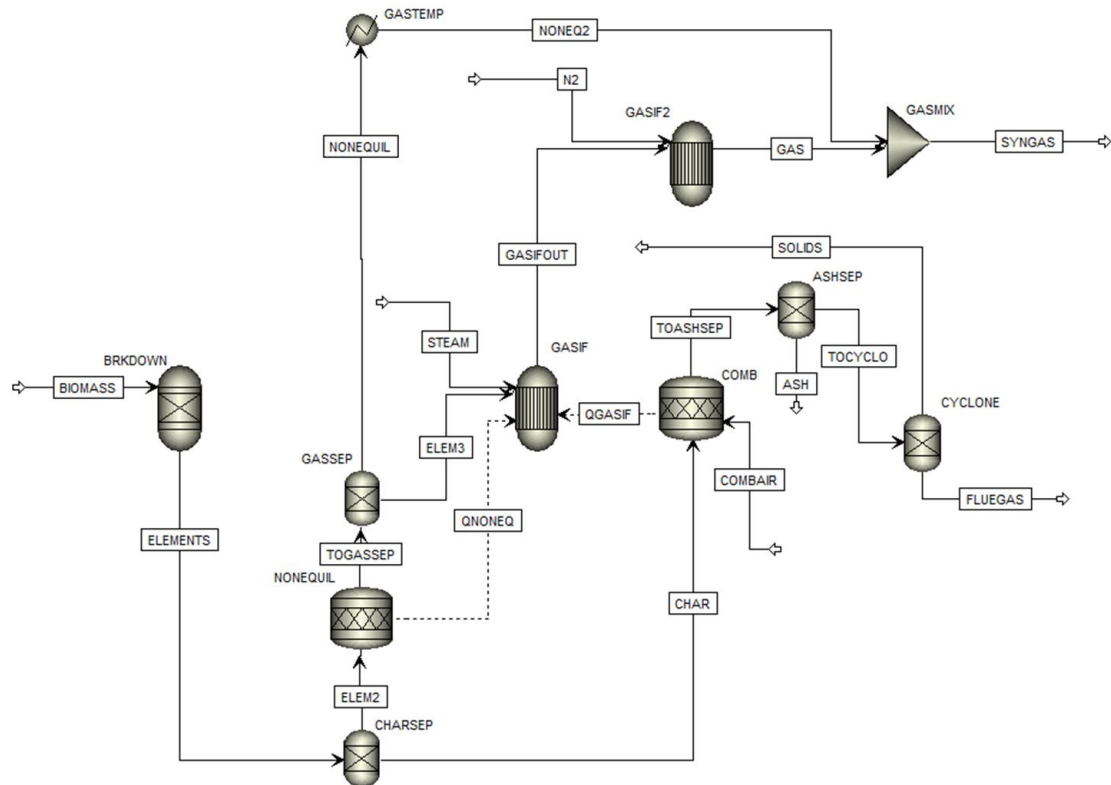 GASTEMP
NONEQ2
N2
GASIF2
GASMIX
NONEQUIL
GAS
SYNGAS
SOLIDS
GASIFOUT
ASHSEP
STEAM
GASIF
TOASHSEP
BRKDOWN
COMB
TOCYCLO
BIOMASS
ASH
QGASIF
CYCLONE
ELEM3
GASSEP
COMBAIR
FLUEGAS
QNONEQ
ELEMENTS
TOGASSEP
NONEQUIL
CHAR
ELEM2
CHARSEP